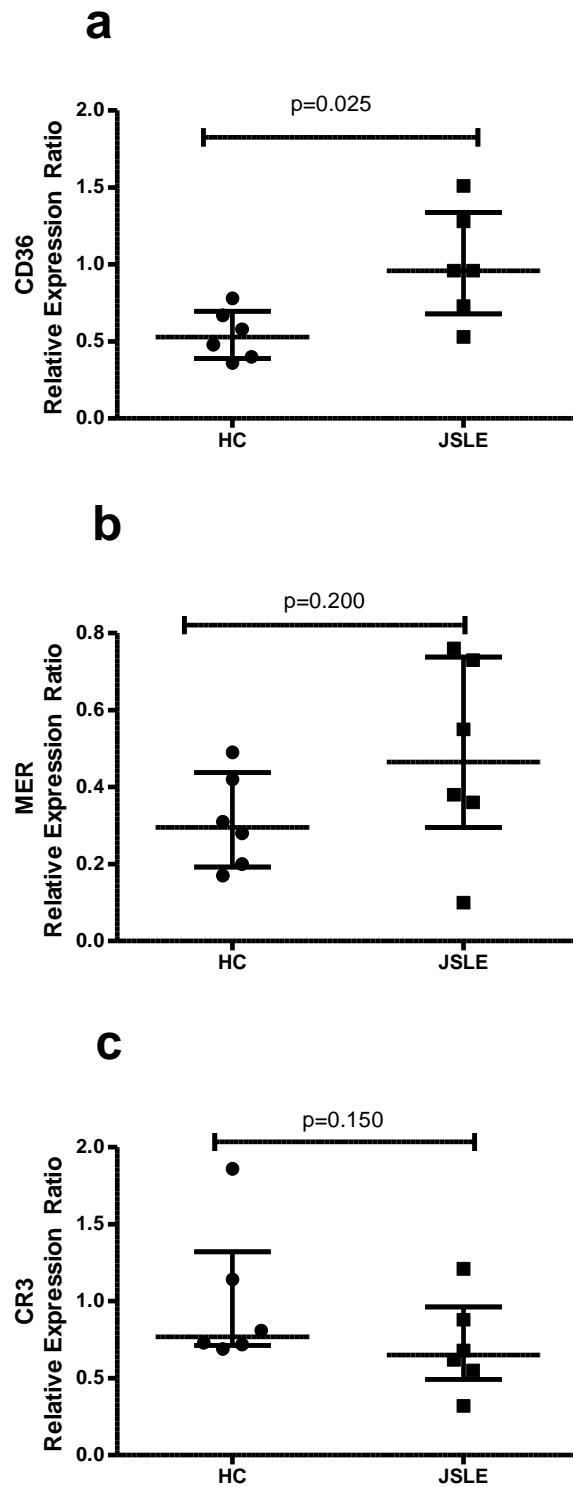 a
p=0.025
CD36
Relative Expression Ratio
2.0
1.5
1.0
0.5
0.0
HC JSLE
b
p=0.200
MER
Relative Expression Ratio
0.8
0.6
0.4
0.2
0.0
HC JSLE
c
p=0.150
CR3
Relative Expression Ratio
2.0
1.5
1.0
0.5
0.0
HC JSLE